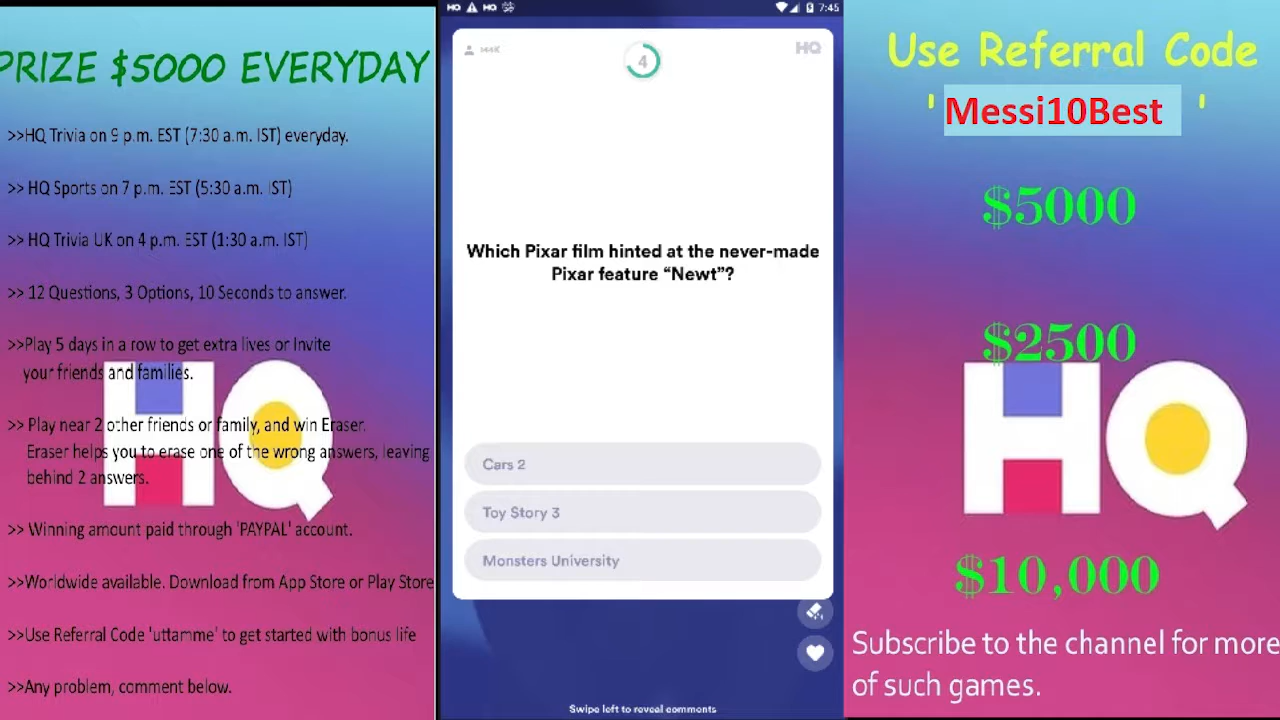 PRIZE $5000 EVERYDAY
>>HQ Trivia on 9 p.m. EST (7:30 a.m. IST) everyday.
>> HQ Sports on 7 p.m. EST (5:30 a.m. IST)
>> HQ Trivia UK on 4 p.m. EST (1:30 a.m. IST)
>> 12 Questions, 3 Options, 10 Seconds to answer.
>>Play 5 days in a row to get extra lives or Invite
your friends and families.
>> Play near 2 other friends or family, and win Eraser.
Eraser helps you to erase one of the wrong answers, leaving
behind 2 answers.
>> Winning amount paid through 'PAYPAL' account.
>>Worldwide available. Download from App Store or Play Store
>>Use Referral Code 'uttamme' to get started with bonus life
>>Any problem, comment below.
HQ
HQ HQ 7:45
144K 4 HQ
Which Pixar film hinted at the never-made
Pixar feature “Newt”?
Cars 2
Toy Story 3
Monsters University
Swipe left to reveal comments
Use Referral Code
' Messi10Best '
$5000
$2500
HQ
$10,000
Subscribe to the channel for more
of such games.